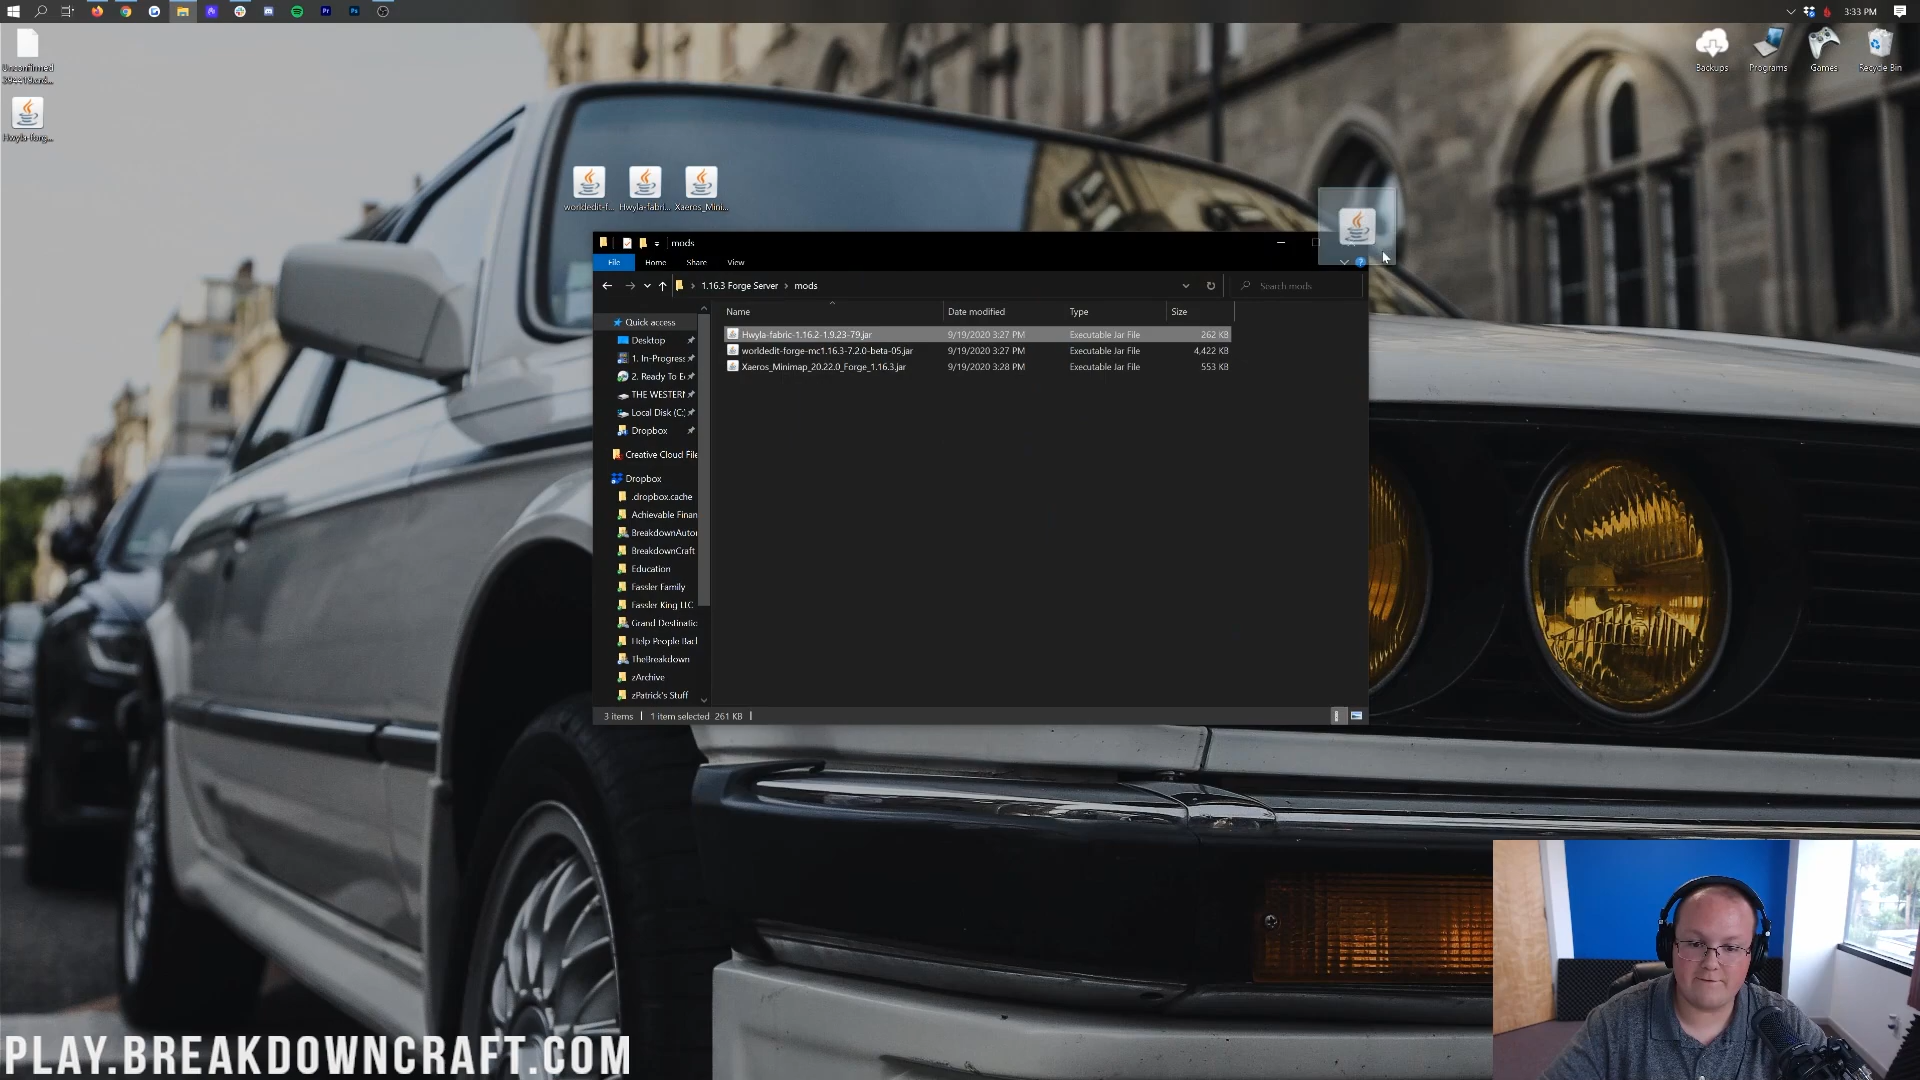 3:33 PM
Unconfirmed
Hwyla-forg...
Backups
Programs
Games
Recycle Bin
worldedit-f...
Hwyla-fabri...
Xaeros_Mini...
mods
File
Home
Share
View
1.16.3 Forge Server
mods
Search mods
Name
Date modified
Type
Size
Hwyla-fabric-1.16.2-1.9.23-79.jar 9/19/2020 3:27 PM Executable Jar File 262 KB
worldedit-forge-mc1.16.3-7.2.0-beta-05.jar 9/19/2020 3:27 PM Executable Jar File 4,422 KB
Xaeros_Minimap_20.22.0_Forge_1.16.3.jar 9/19/2020 3:28 PM Executable Jar File 553 KB
Quick access
Desktop
1. In-Progress
2. Ready To E
THE WESTERN
Local Disk (C:)
Dropbox
Creative Cloud File
Dropbox
.dropbox.cache
Achievable Finan
BreakdownAutor
BreakdownCraft
Education
Fassler Family
Fassler King LLC
Grand Destinatic
Help People Bacl
TheBreakdown
zArchive
zPatrick's Stuff
3 items
1 item selected 261 KB
PLAY.BREAKDOWNCRAFT.COM